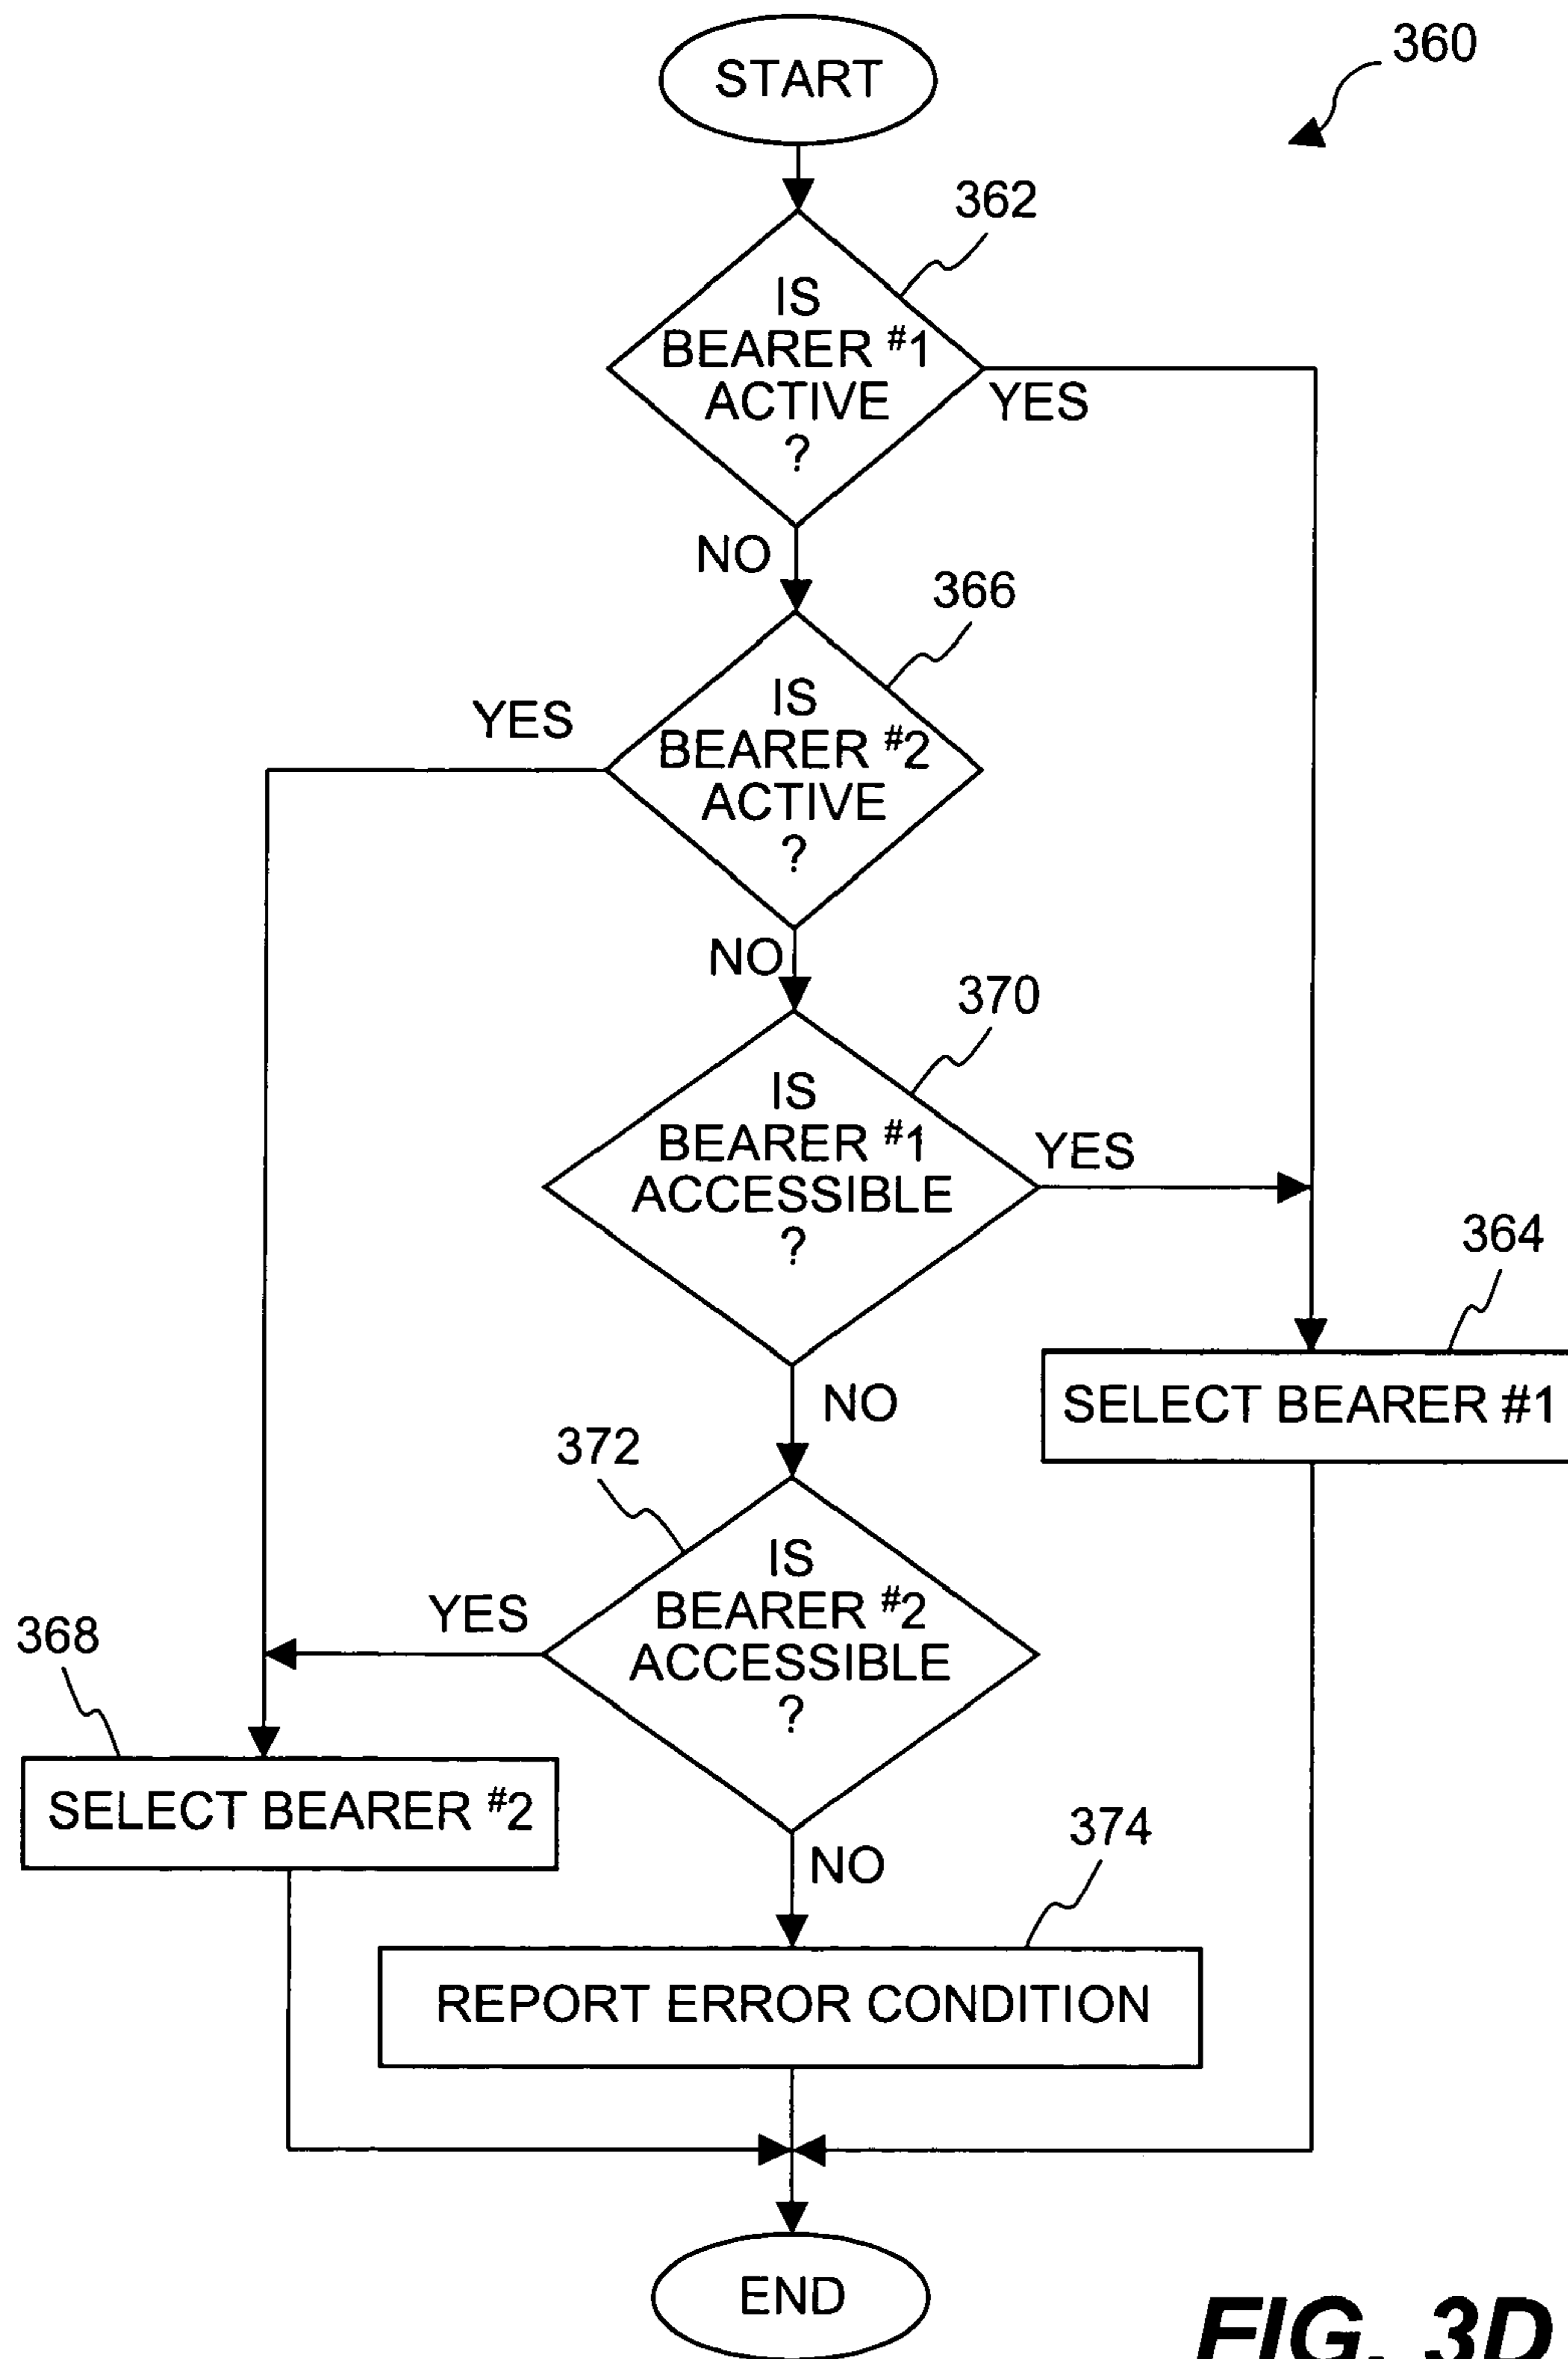 START
360
362
IS
BEARER #1
ACTIVE
?
YES
NO
366
IS
BEARER #2
ACTIVE
?
YES
NO
370
IS
BEARER #1
ACCESSIBLE
?
YES
364
SELECT BEARER #1
NO
372
IS
BEARER #2
ACCESSIBLE
?
YES
368
SELECT BEARER #2
NO
374
REPORT ERROR CONDITION
END
FIG. 3D